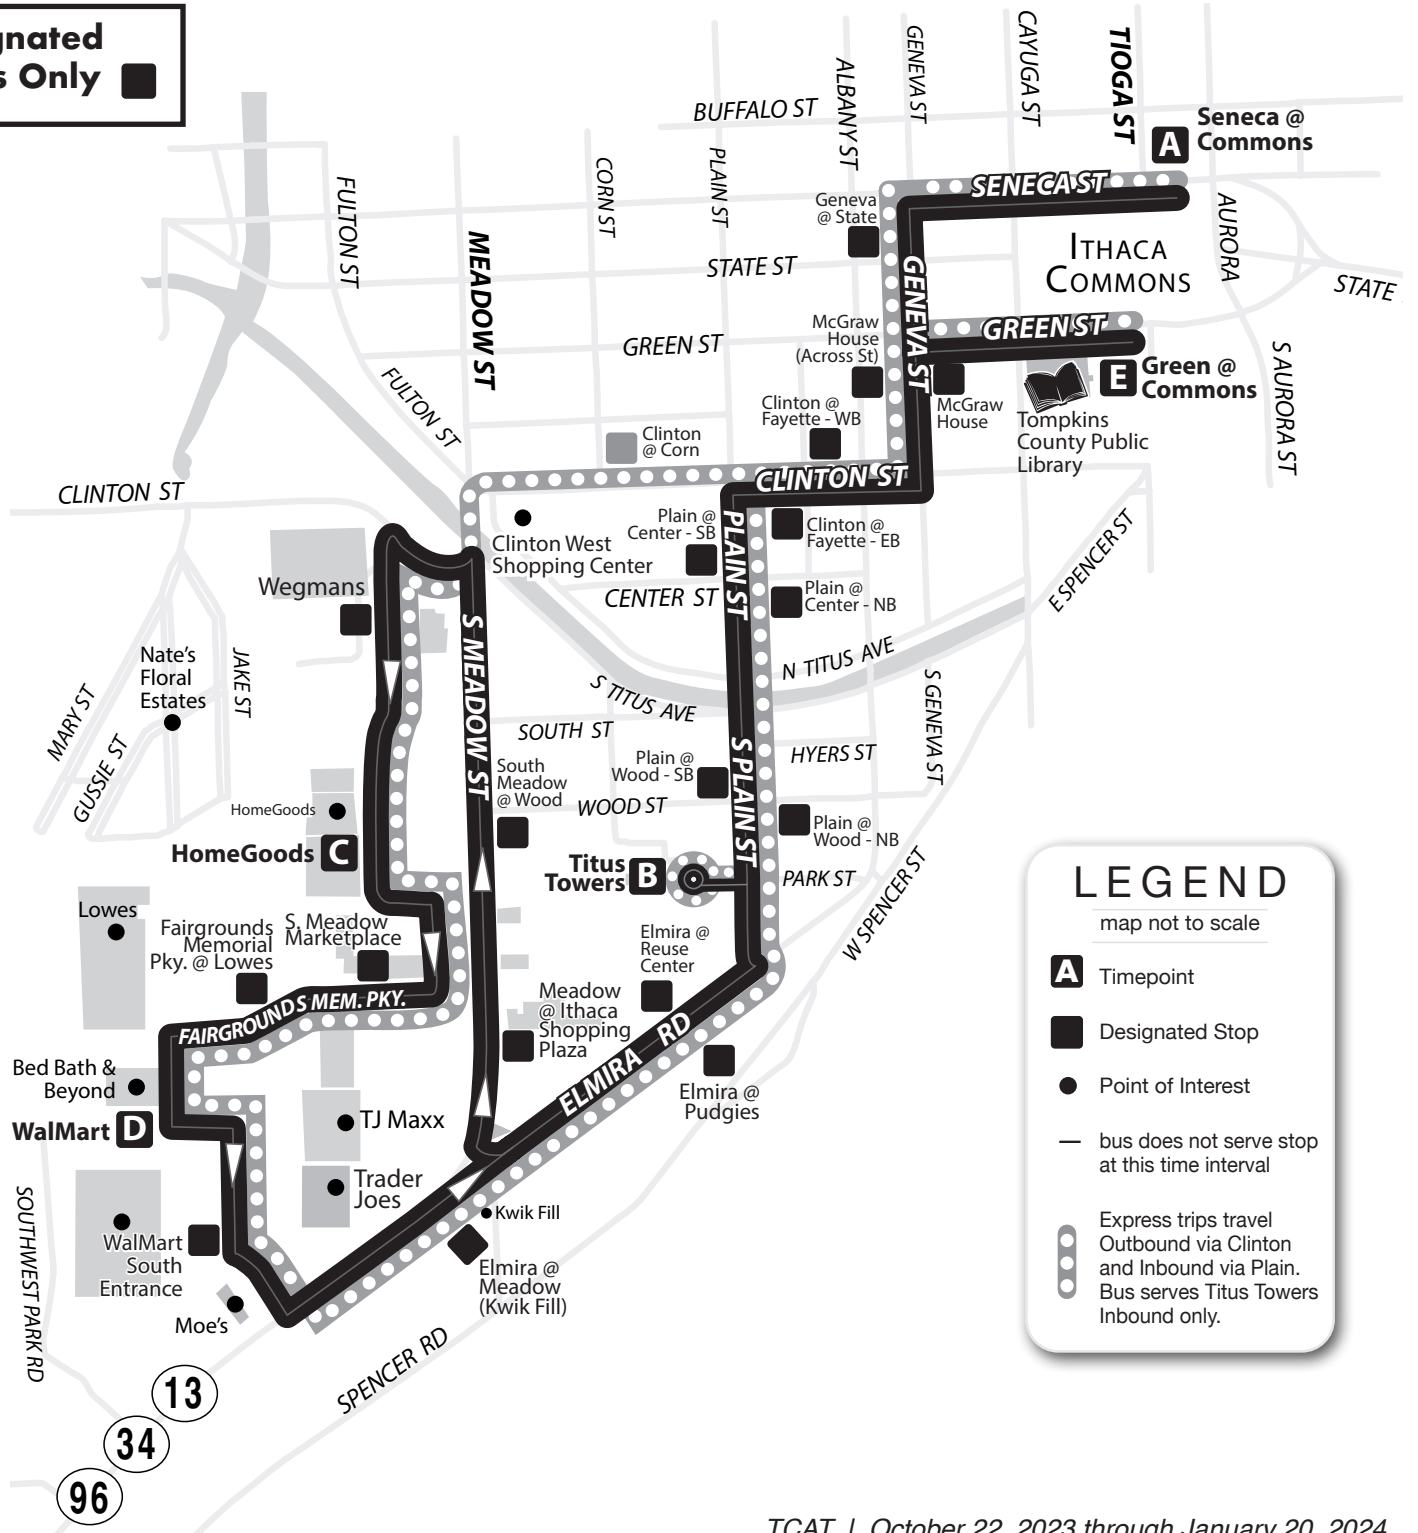 gnated
s Only
BUFFALO ST
ALBANY ST
GENEVA ST
CAYUGA ST
TIOGA ST
A
Seneca @
Commons
FULTON ST
CORN ST
PLAIN ST
MEADOW ST
Geneva
@ State
SENECA ST
AURORA
ITHACA
COMMONS
STATE ST
STATE
GENEVA ST
McGraw
House
(Across St)
GREEN ST
GREEN ST
E
Green @
Commons
S AURORA ST
FULTON ST
Clinton @
Fayette - WB
McGraw
House
Tompkins
County Public
Library
Clinton
@ Corn
CLINTON ST
CLINTON ST
Clinton West
Shopping Center
Plain @
Center - SB
PLAIN ST
Clinton @
Fayette - EB
E SPENCER ST
Wegmans
CENTER ST
Plain @
Center - NB
Nate's
Floral
Estates
JAKE ST
MARY ST
GUSSIE ST
S MEADOW ST
S TITUS AVE
N TITUS AVE
S GENEVA ST
SOUTH ST
HYERS ST
South
Meadow
@ Wood
Plain @
Wood - SB
S PLAIN ST
WOOD ST
HomeGoods
HomeGoods
C
Plain @
Wood - NB
Titus
Towers
B
PARK ST
W SPENCER ST
Lowes
Fairgrounds
Memorial
Pky. @ Lowes
S. Meadow
Marketplace
Elmira @
Reuse
Center
FAIRGROUNDS MEM. PKY.
Meadow
@ Ithaca
Shopping
Plaza
ELMIRA RD
Elmira @
Pudgies
Bed Bath &
Beyond
WalMart
D
TJ Maxx
Trader
Joes
Kwik Fill
SOUTHWEST PARK RD
WalMart
South
Entrance
Elmira @
Meadow
(Kwik Fill)
Moe's
SPENCER RD
13
34
96
LEGEND
map not to scale
A
Timepoint
Designated Stop
Point of Interest
— bus does not serve stop
at this time interval
Express trips travel
Outbound via Clinton
and Inbound via Plain.
Bus serves Titus Towers
Inbound only.
TCAT | October 22, 2023 through January 20, 2024